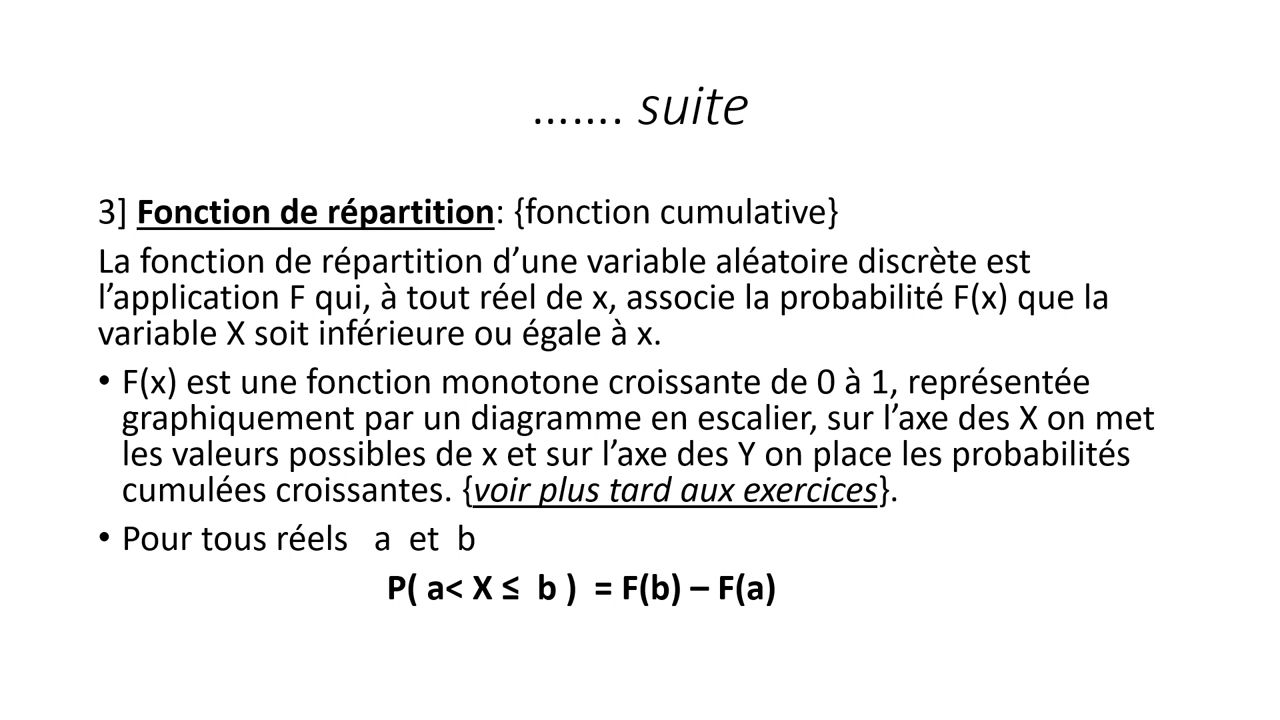 ……. suite
3] Fonction de répartition: {fonction cumulative}
La fonction de répartition d’une variable aléatoire discrète est
l’application F qui, à tout réel de x, associe la probabilité F(x) que la
variable X soit inférieure ou égale à x.
• F(x) est une fonction monotone croissante de 0 à 1, représentée
graphiquement par un diagramme en escalier, sur l’axe des X on met
les valeurs possibles de x et sur l’axe des Y on place les probabilités
cumulées croissantes. {voir plus tard aux exercices}.
• Pour tous réels a et b
P( a< X ≤ b ) = F(b) – F(a)